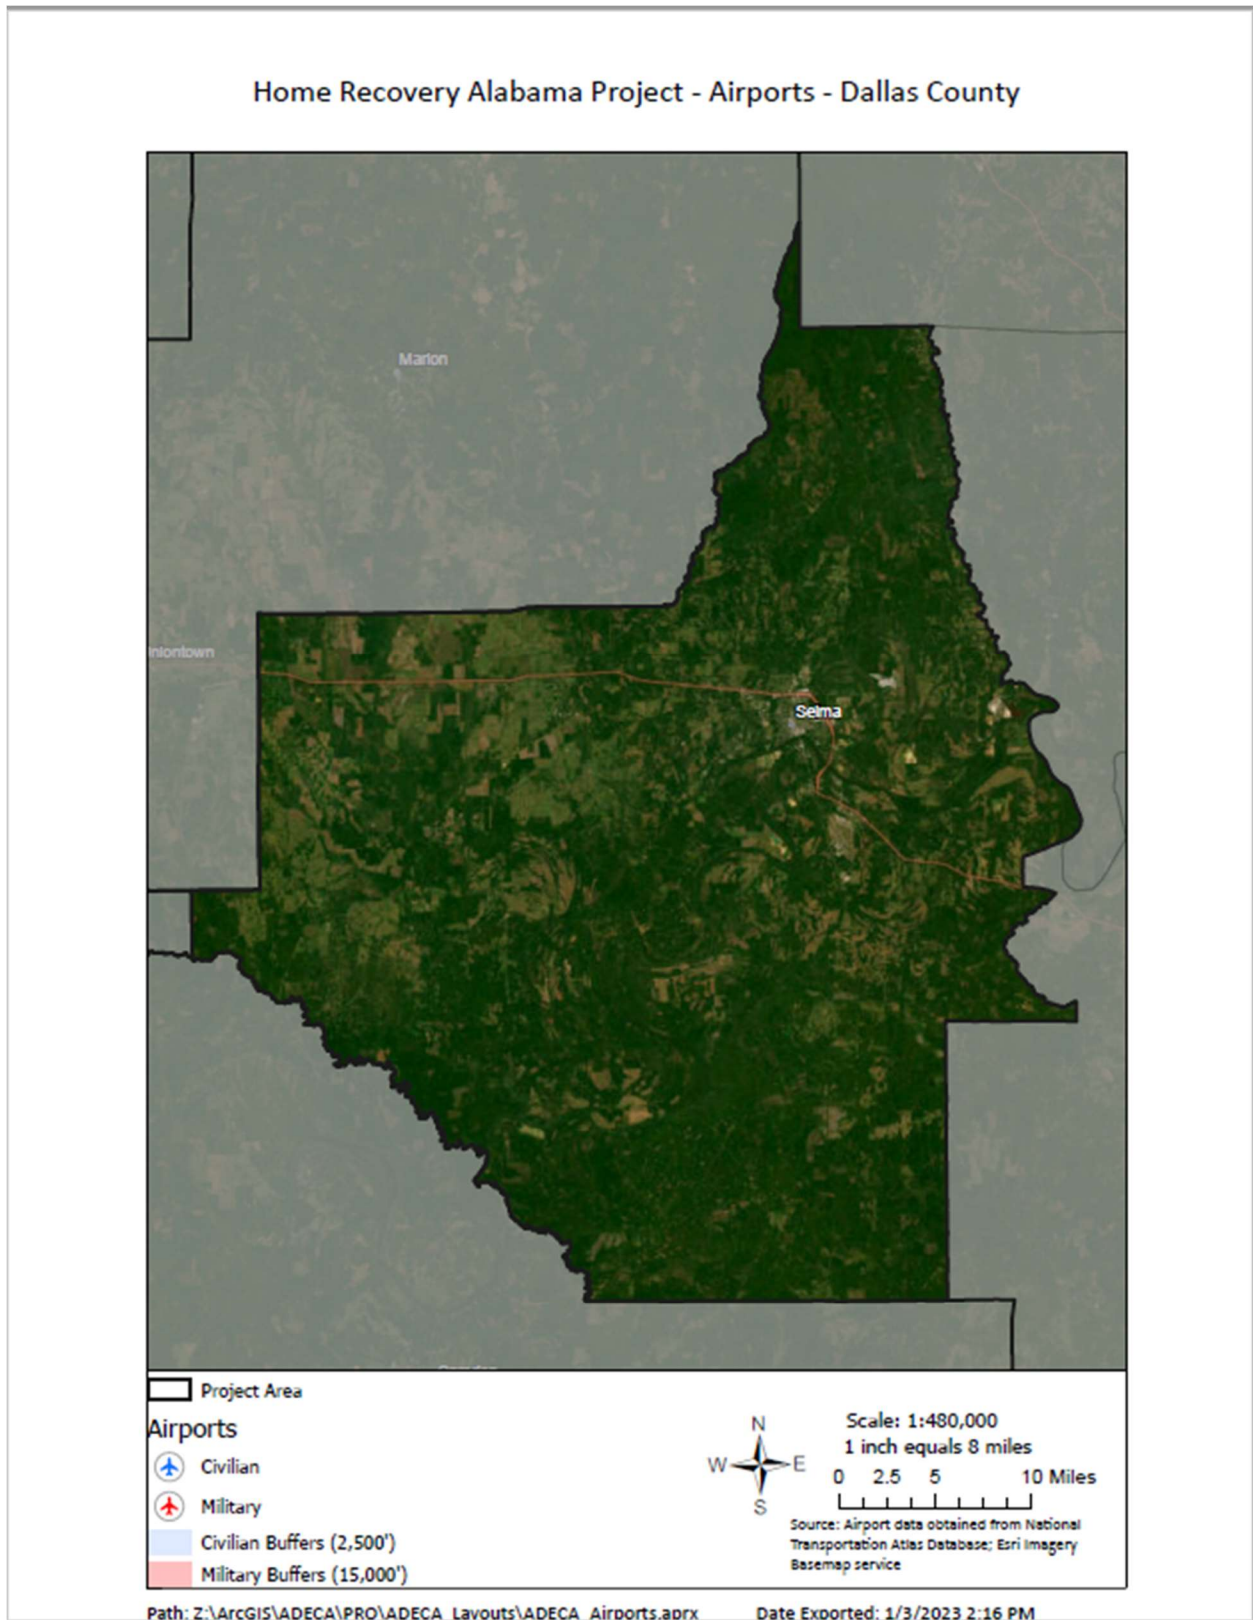 Home Recovery Alabama Project - Airports - Dallas County
Marion
niontown
Selma
Project Area
Airports
Civilian
Military
Civilian Buffers (2,500')
Military Buffers (15,000')
N
W E
S
Scale: 1:480,000
1 inch equals 8 miles
0 2.5 5 10 Miles
Source: Airport data obtained from National
Transportation Atlas Database; Esri Imagery
Basemap service
Path: Z:\ArcGIS\ADECA\PRO\ADECA_Layouts\ADECA_Airports.aprx
Date Exported: 1/3/2023 2:16 PM